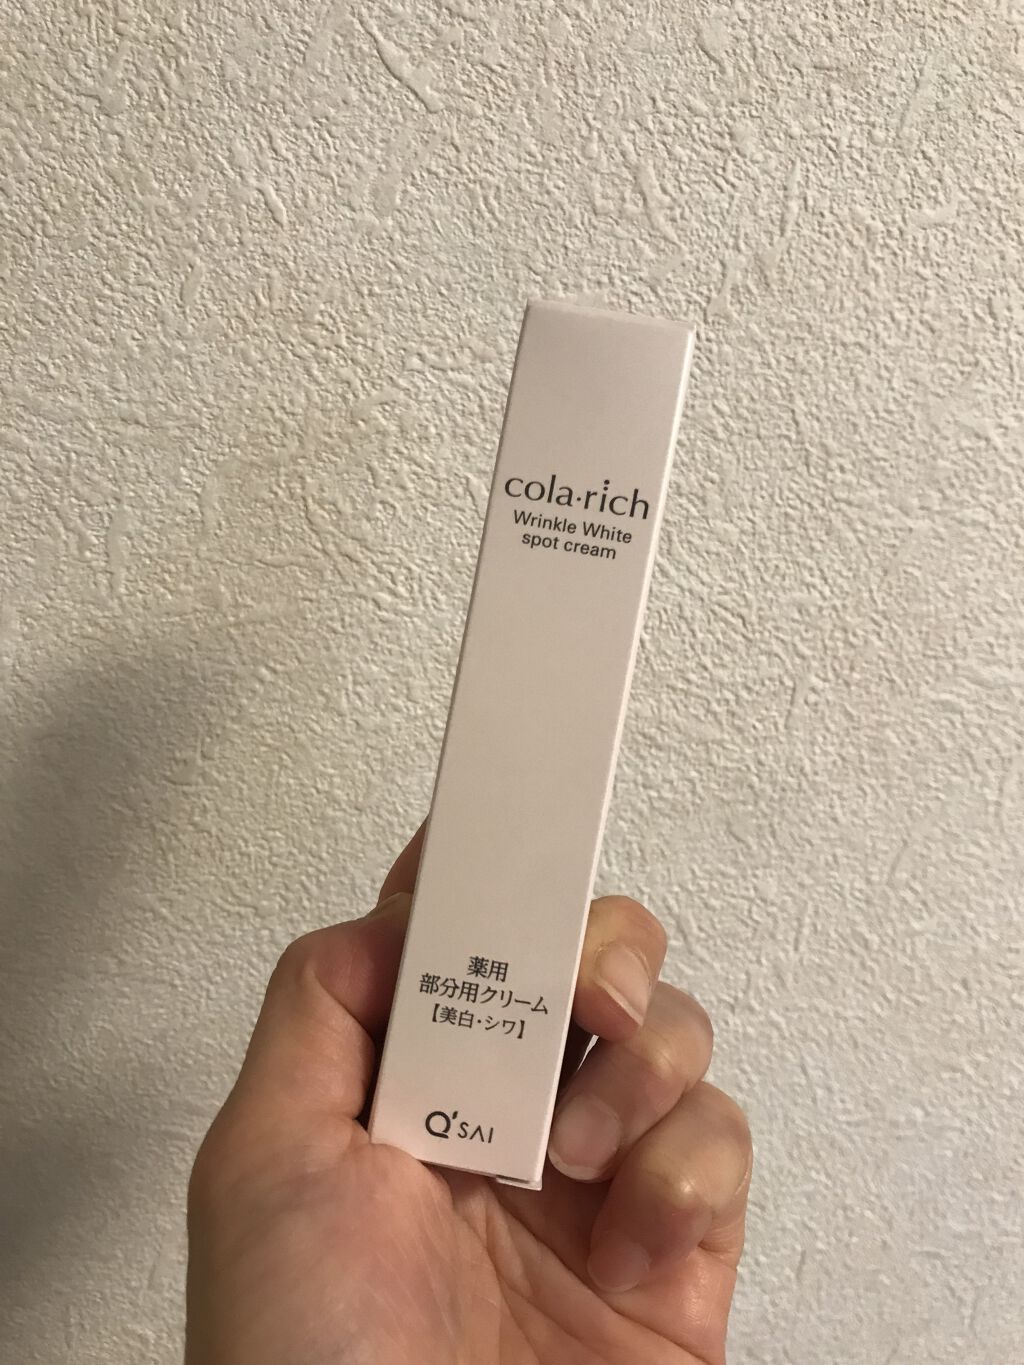 cola·rich
Wrinkle White
spot cream
薬用
部分用クリーム
【美白・シワ】
Q'SAI